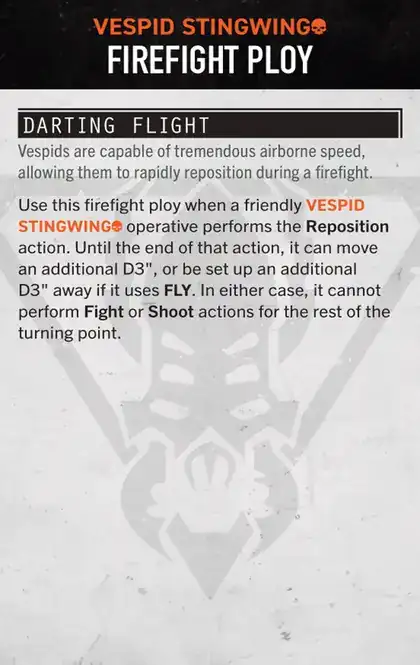 VESPID STINGWING
FIREFIGHT PLOY
DARTING FLIGHT
Vespids are capable of tremendous airborne speed,
allowing them to rapidly reposition during a firefight.
Use this firefight ploy when a friendly VESPID
STINGWING operative performs the Reposition
action. Until the end of that action, it can move
an additional D3", or be set up an additional
D3" away if it uses FLY. In either case, it cannot
perform Fight or Shoot actions for the rest of the
turning point.